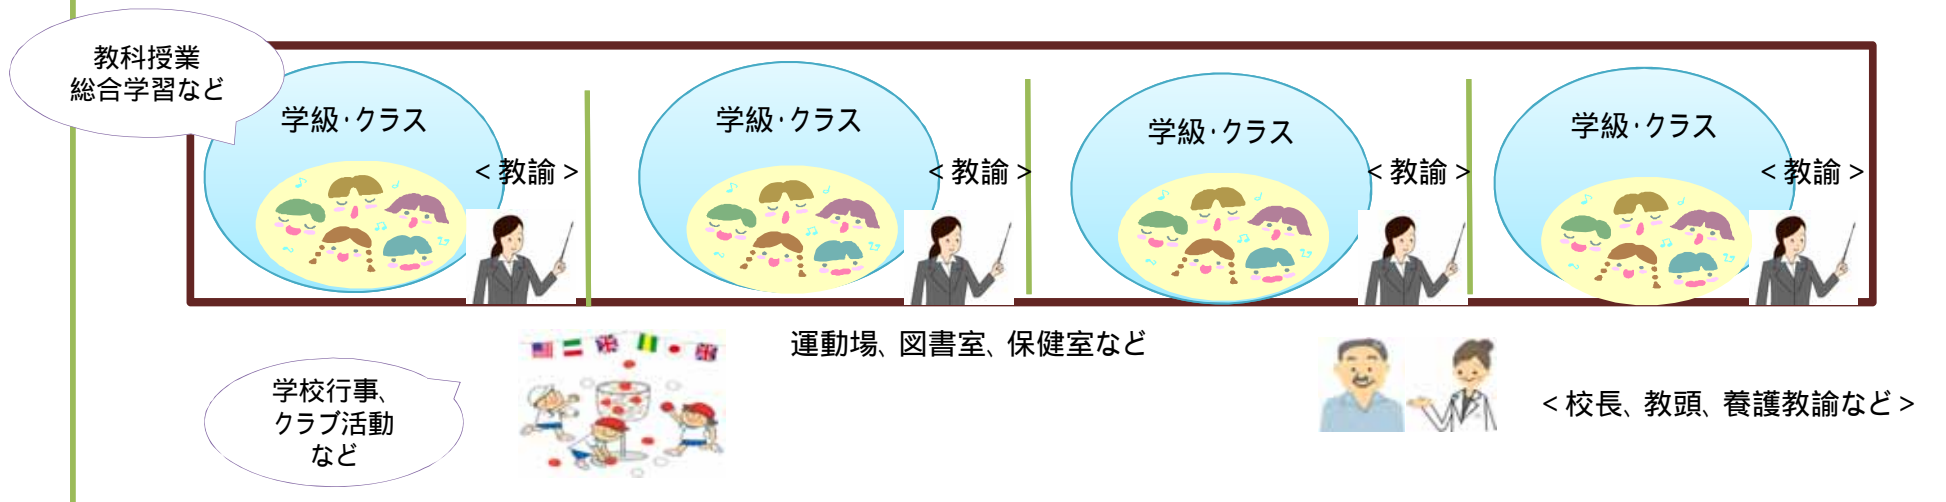 教科授業
総合学習など
学級・クラス
<教諭>
学級・クラス
<教諭>
学級・クラス
<教諭>
学級・クラス
<教諭>
運動場、図書室、保健室など
学校行事、
クラブ活動
など
<校長、教頭、養護教諭など>